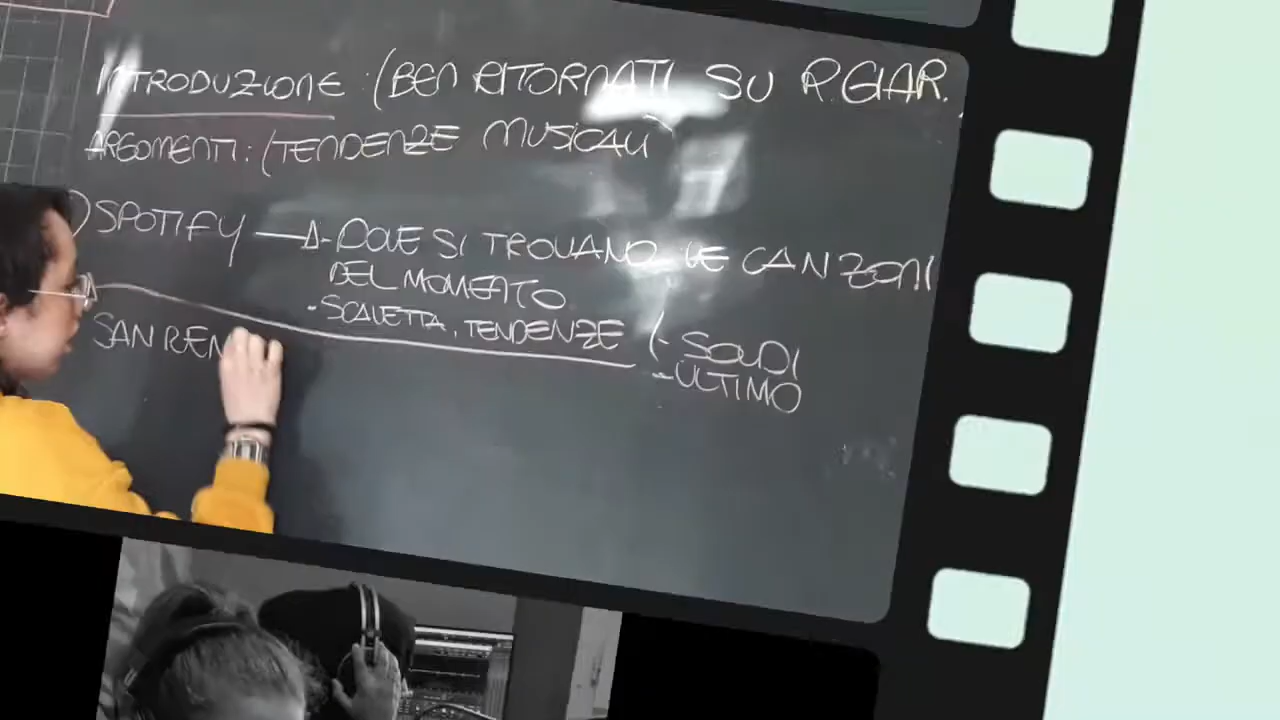 INTRODUZIONE : (BEN RITORNATI SU R.GIAR.
ARGOMENTI : (TENDENZE MUSICALI)
) SPOTIFY → - DOVE SI TROVANO LE CANZONI
DEL MOMENTO
- SCALETTA, TENDENZE (- SOLDI
- ULTIMO
SANREM